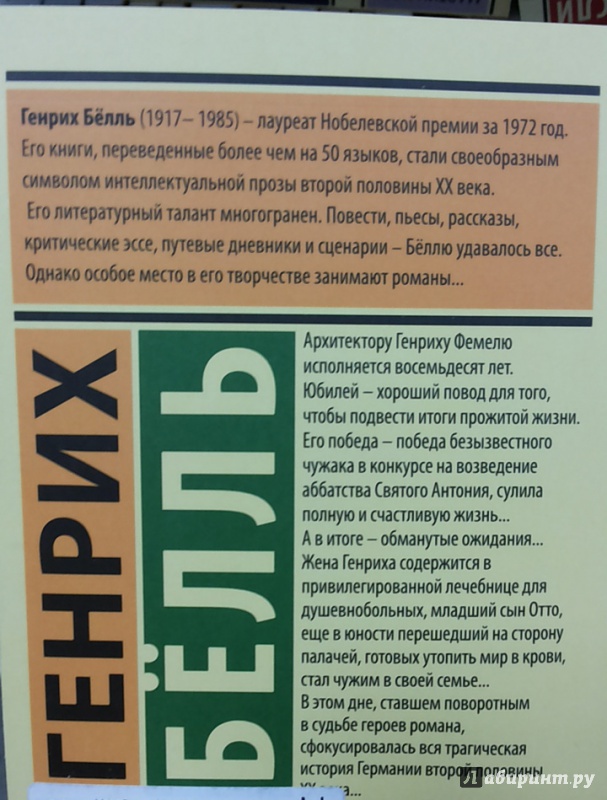 Генрих Бёлль (1917– 1985) – лауреат Нобелевской премии за 1972 год.
Его книги, переведенные более чем на 50 языков, стали своеобразным
символом интеллектуальной прозы второй половины XX века.
Его литературный талант многогранен. Повести, пьесы, рассказы,
критические эссе, путевые дневники и сценарии – Бёллю удавалось все.
Однако особое место в его творчестве занимают романы...
ГЕНРИХ
БЁЛЛЬ
Архитектору Генриху Фемелю
исполняется восемьдесят лет.
Юбилей – хороший повод для того,
чтобы подвести итоги прожитой жизни.
Его победа – победа безызвестного
чужака в конкурсе на возведение
аббатства Святого Антония, сулила
полную и счастливую жизнь...
А в итоге – обманутые ожидания...
Жена Генриха содержится в
привилегированной лечебнице для
душевнобольных, младший сын Отто,
еще в юности перешедший на сторону
палачей, готовых утопить мир в крови,
стал чужим в своей семье...
В этом дне, ставшем поворотным
в судьбе героев романа,
сфокусировалась вся трагическая
история Германии второй половины
XX века...
Лабиринт.ру